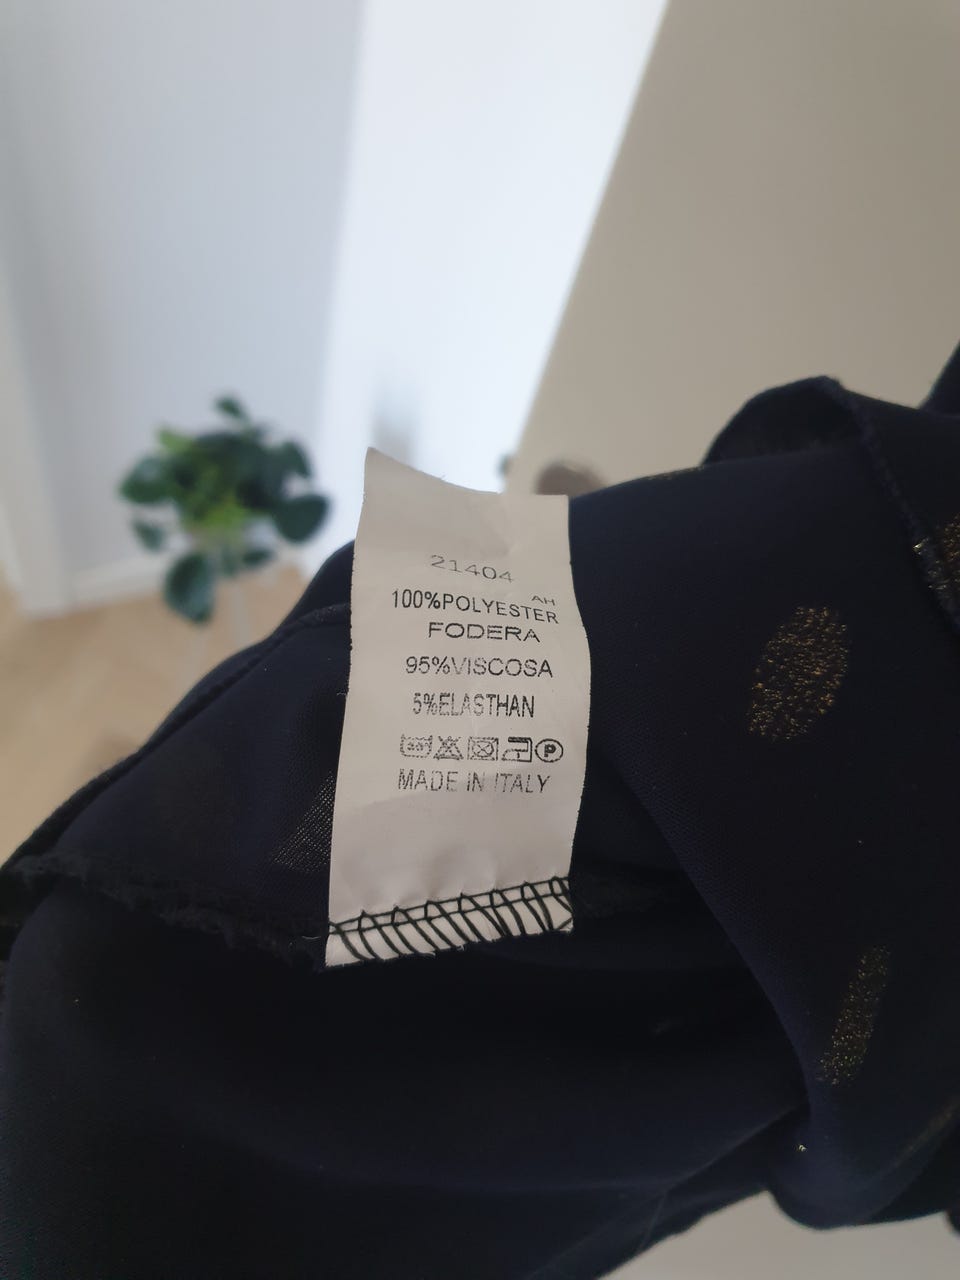 21404
AH
100%POLYESTER
FODERA
95%VISCOSA
5%ELASTHAN
P
MADE IN ITALY